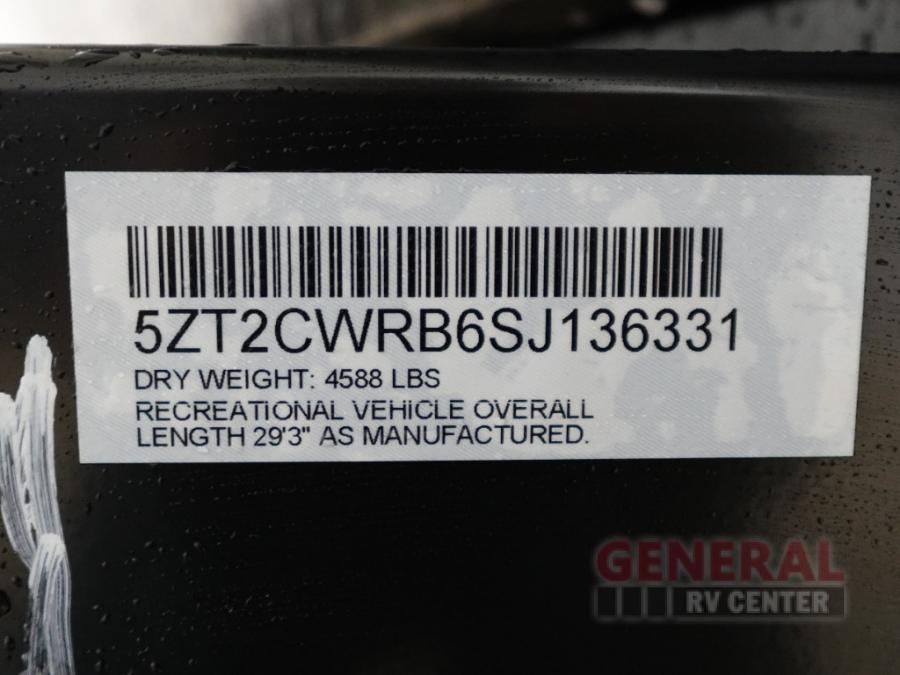 5ZT2CWRB6SJ136331
DRY WEIGHT: 4588 LBS
RECREATIONAL VEHICLE OVERALL
LENGTH 29'3" AS MANUFACTURED.
GENERAL
RV CENTER